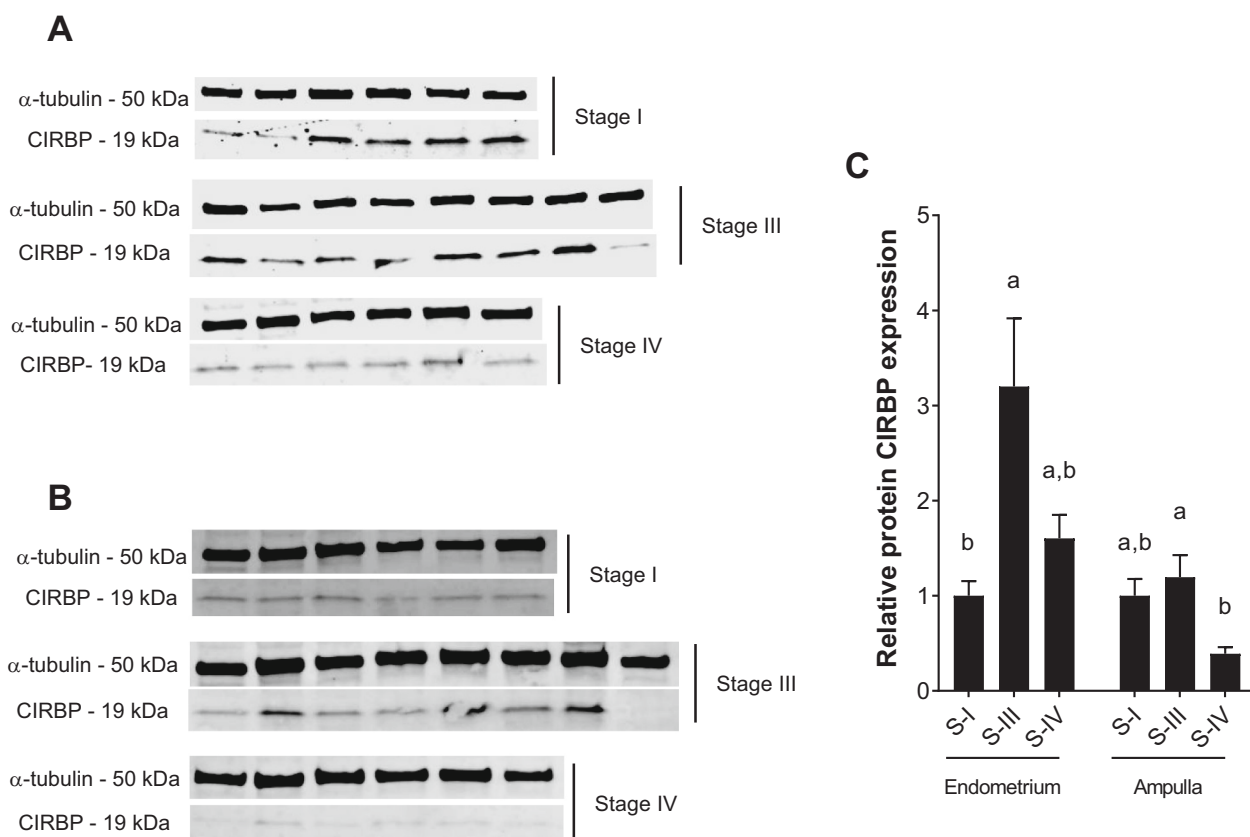 A
α-tubulin - 50 kDa
CIRBP - 19 kDa
Stage I
α-tubulin - 50 kDa
CIRBP - 19 kDa
Stage III
α-tubulin - 50 kDa
CIRBP- 19 kDa
Stage IV
B
α-tubulin - 50 kDa
CIRBP - 19 kDa
Stage I
α-tubulin - 50 kDa
CIRBP - 19 kDa
Stage III
α-tubulin - 50 kDa
CIRBP - 19 kDa
Stage IV
C
Relative protein CIRBP expression
5
4
3
2
1
0
b
a
a,b
a,b
a
b
S-I
S-III
S-IV
S-I
S-III
S-IV
Endometrium
Ampulla